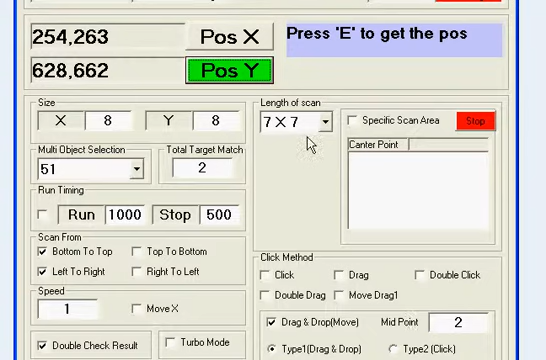 254,263 Pos X Press 'E' to get the pos
628,662 Pos Y
Size
X 8 Y 8
Length of scan
7 X 7
Specific Scan Area Stop
Canter Point
Multi Object Selection
51
Total Target Match
2
Run Timing
Run 1000 Stop 500
Scan From
Bottom To Top Top To Bottom
Left To Right Right To Left
Speed
1 Move X
Double Check Result Turbo Mode
Click Method
Click Drag Double Click
Double Drag Move Drag1
Drag & Drop(Move) Mid Point 2
Type1(Drag & Drop) Type2 (Click)